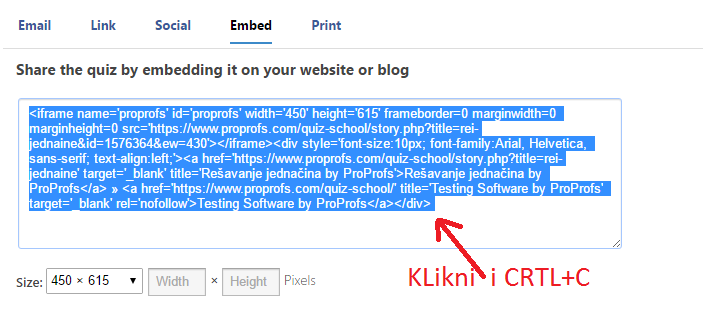 Email Link Social Embed Print
Share the quiz by embedding it on your website or blog
<iframe name='proprofs' id='proprofs' width='450' height='615' frameborder=0 marginwidth=0
marginheight=0 src='https://www.proprofs.com/quiz-school/story.php?title=rei-
jednaine&id=1576364&ew=430'></iframe><div style='font-size:10px; font-family:Arial, Helvetica,
sans-serif; text-align:left;'><a href='https://www.proprofs.com/quiz-school/story.php?title=rei-
jednaine' target='_blank' title='Rešavanje jednačina by ProProfs'>Rešavanje jednačina by
ProProfs</a> » <a href='https://www.proprofs.com/quiz-school/' title='Testing Software by ProProfs'
target='_blank' rel='nofollow'>Testing Software by ProProfs</a></div>
KLikni i CRTL+C
Size: 450 × 615 Width × Height Pixels